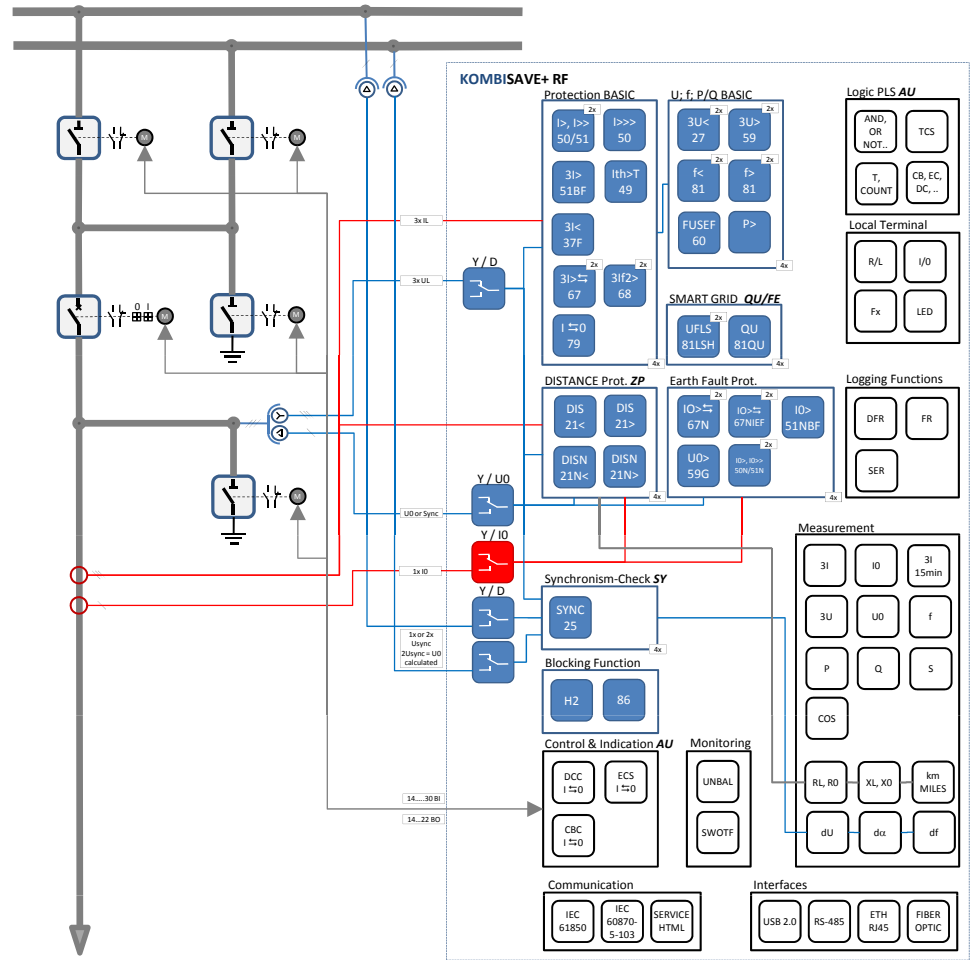 KOMBISAVE+ RF
Protection BASIC
2x
I>, I>>
50/51
I>>>
50
3I>
51BF
Ith>T
49
3I<
37F
2x
3I>⇆
67
2x
3If2>
68
I ⇆0
79
4x
U; f; P/Q BASIC
2x
3U<
27
2x
3U>
59
2x
f<
81
2x
f>
81
FUSEF
60
P>
4x
SMART GRID QU/FE
2x
UFLS
81LSH
QU
81QU
4x
DISTANCE Prot. ZP
DIS
21<
DIS
21>
DISN
21N<
DISN
21N>
4x
Earth Fault Prot.
2x
IO>⇆
67N
2x
IO>⇆
67NIEF
I0>
51NBF
U0>
59G
2x
I0>, I0>>
50N/51N
4x
Synchronism-Check SY
SYNC
25
4x
Blocking Function
H2
86
Control & Indication AU
DCC
I ⇆0
ECS
I ⇆0
CBC
I ⇆0
Monitoring
UNBAL
SWOTF
Communication
IEC
61850
IEC
60870-
5-103
SERVICE
HTML
Interfaces
USB 2.0
RS-485
ETH
RJ45
FIBER
OPTIC
Logic PLS AU
AND,
OR
NOT..
TCS
T,
COUNT
CB, EC,
DC, ..
Local Terminal
R/L
I/0
Fx
LED
Logging Functions
DFR
FR
SER
Measurement
3I
I0
3I
15min
3U
U0
f
P
Q
S
COS
RL, R0
XL, X0
km
MILES
dU
dα
df
M
M
0 I
M
M
M
3x IL
3x UL
Y / D
Y / U0
U0 or Sync
Y / I0
1x I0
Y / D
1x or 2x
Usync
2Usync = U0
calculated
14.....30 BI
14...22 BO